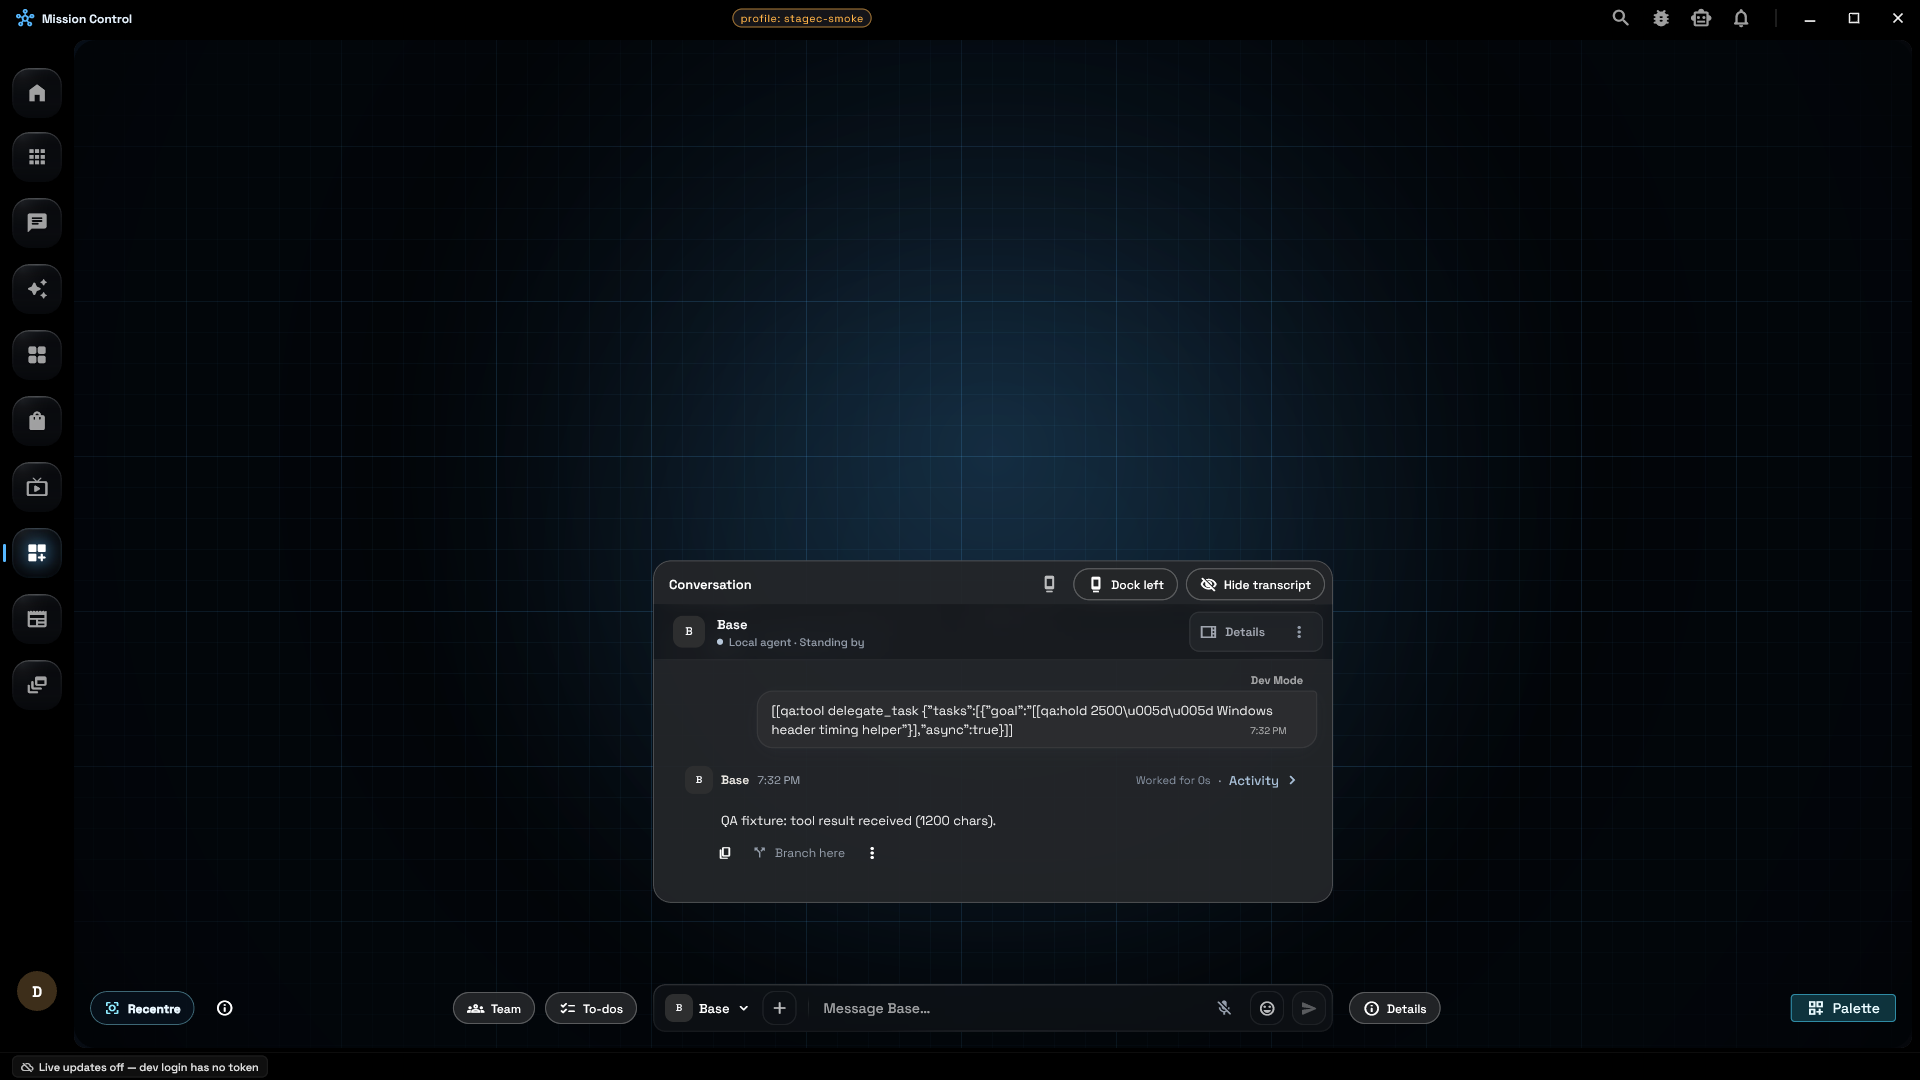 Mission Control
profile: stagec-smoke
Conversation
Dock left
Hide transcript
B
Base
Local agent · Standing by
Details
Dev Mode
[[qa:tool delegate_task {"tasks":[{"goal":"[[qa:hold 2500\u005d\u005d Windows
header timing helper"}],"async":true}]]
7:32 PM
B
Base
7:32 PM
Worked for 0s · Activity
QA fixture: tool result received (1200 chars).
Branch here
D
Recentre
Team
To-dos
B
Base
Message Base...
Details
Palette
Live updates off — dev login has no token